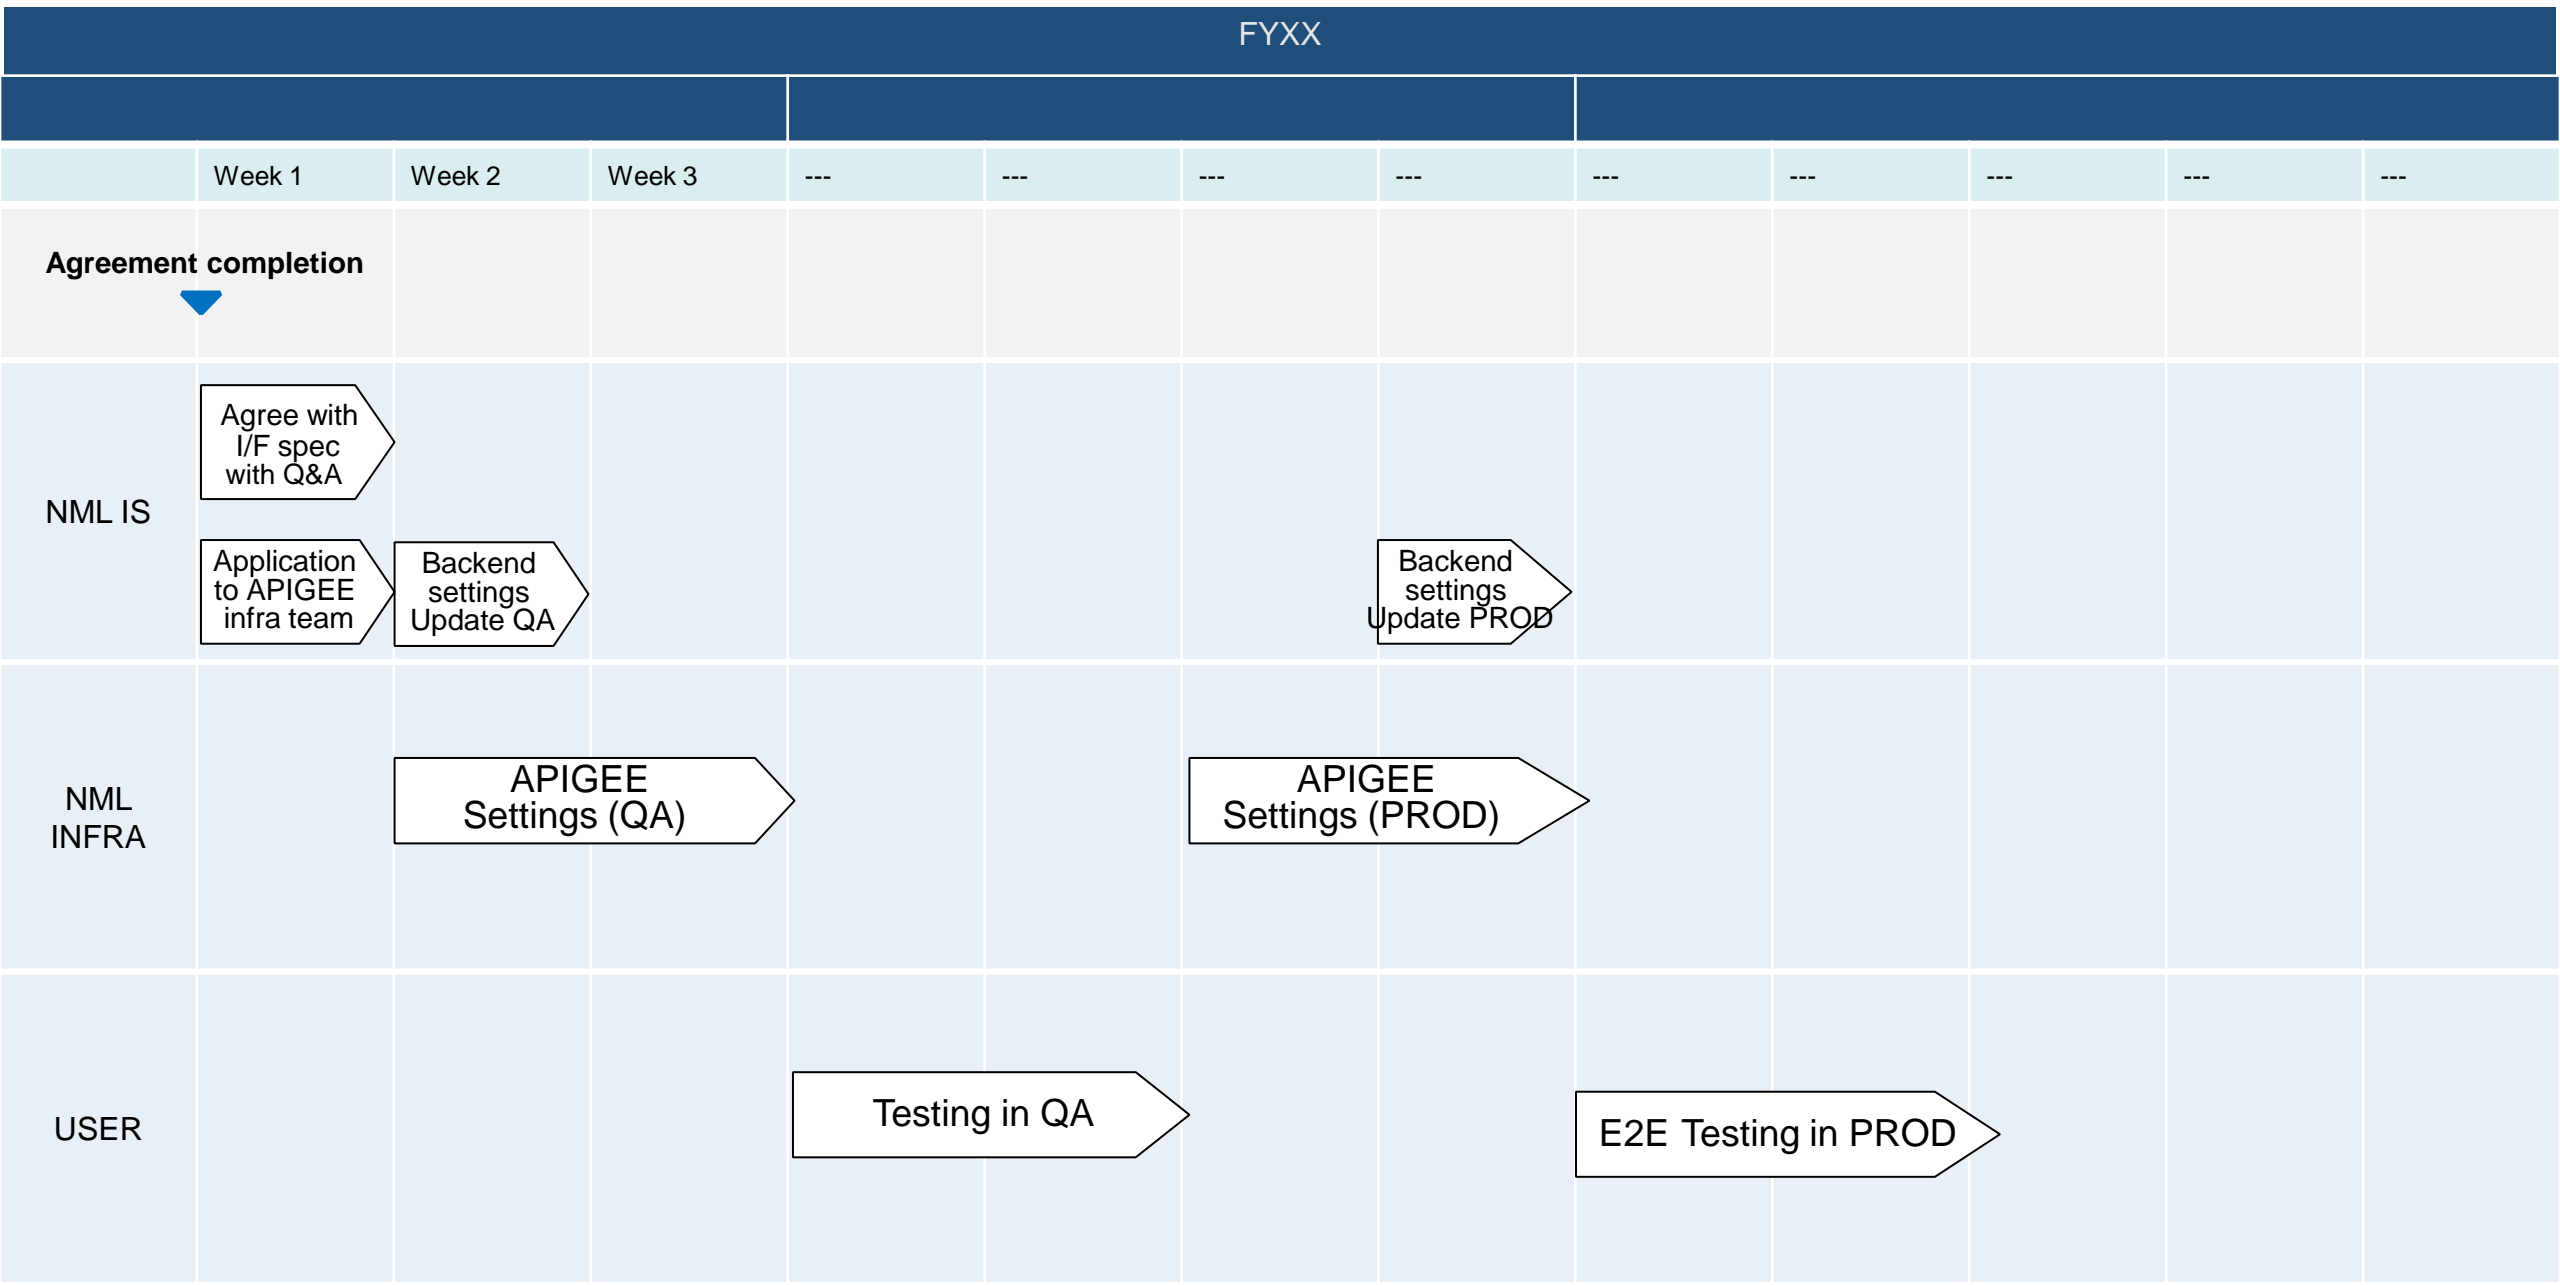 FYXX
Week 1 Week 2 Week 3 --- --- --- --- --- --- --- --- ---
Agreement completion
NML IS
Agree with
I/F spec
with Q&A
Application
to APIGEE
infra team
Backend
settings
Update QA
Backend
settings
Update PROD
NML
INFRA
APIGEE
Settings (QA)
APIGEE
Settings (PROD)
USER
Testing in QA
E2E Testing in PROD